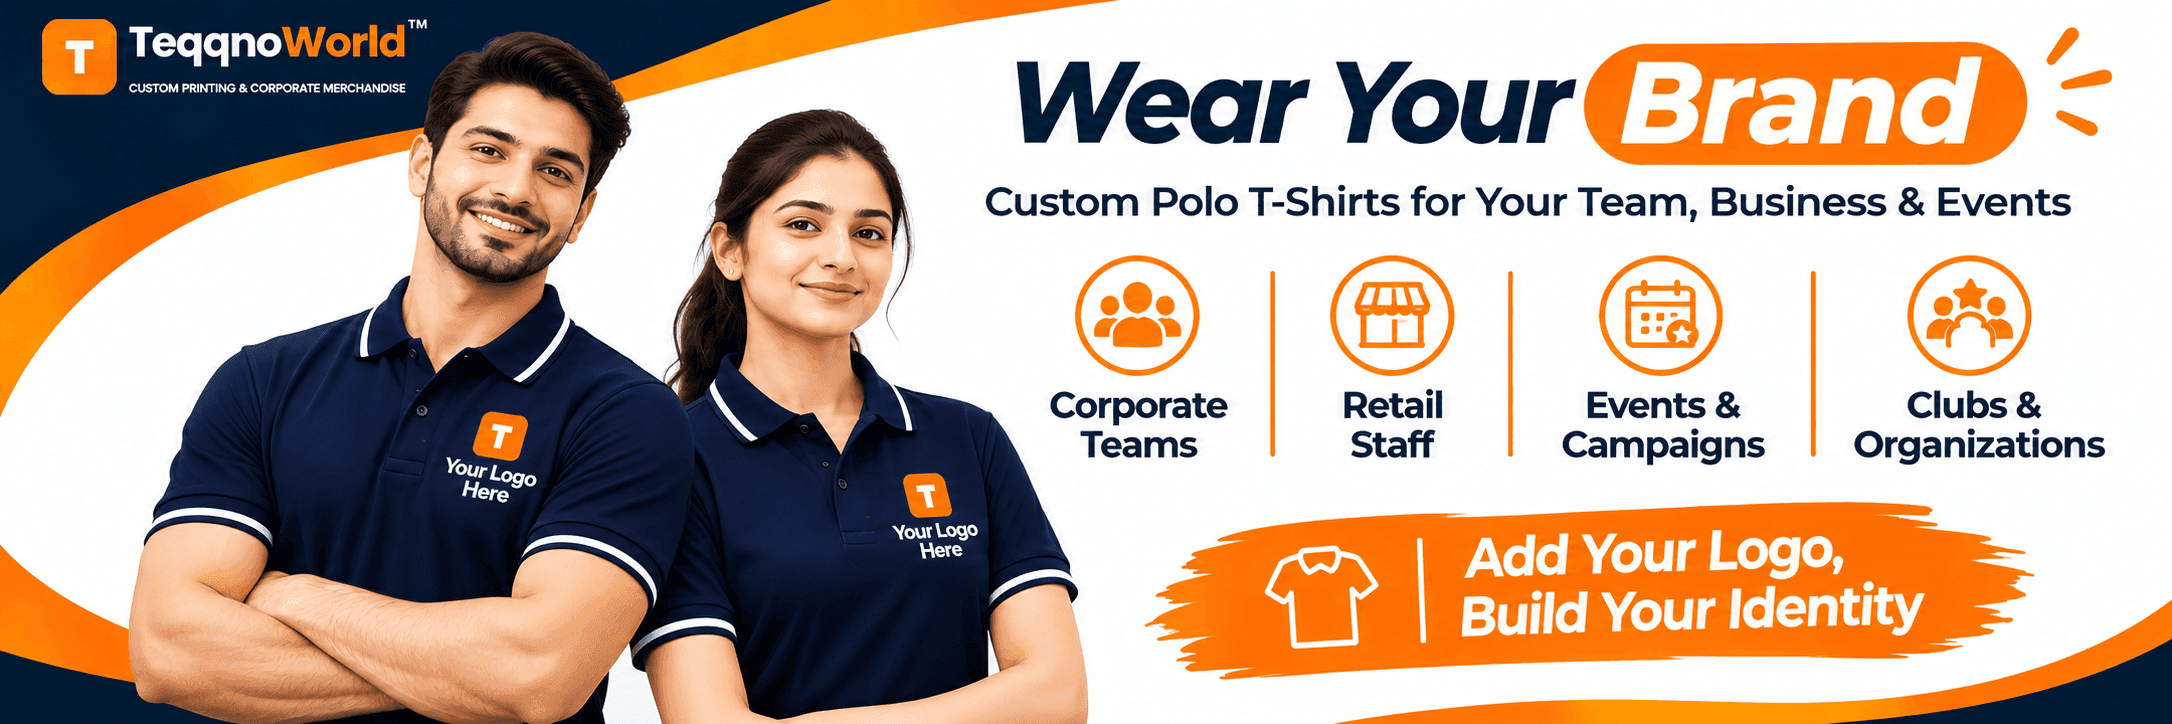 T
TeqqnoWorld™
CUSTOM PRINTING & CORPORATE MERCHANDISE
Wear Your Brand
Custom Polo T-Shirts for Your Team, Business & Events
Corporate
Teams
Retail
Staff
Events &
Campaigns
Clubs &
Organizations
T
Your Logo
Here
T
Your Logo
Here
Add Your Logo,
Build Your Identity